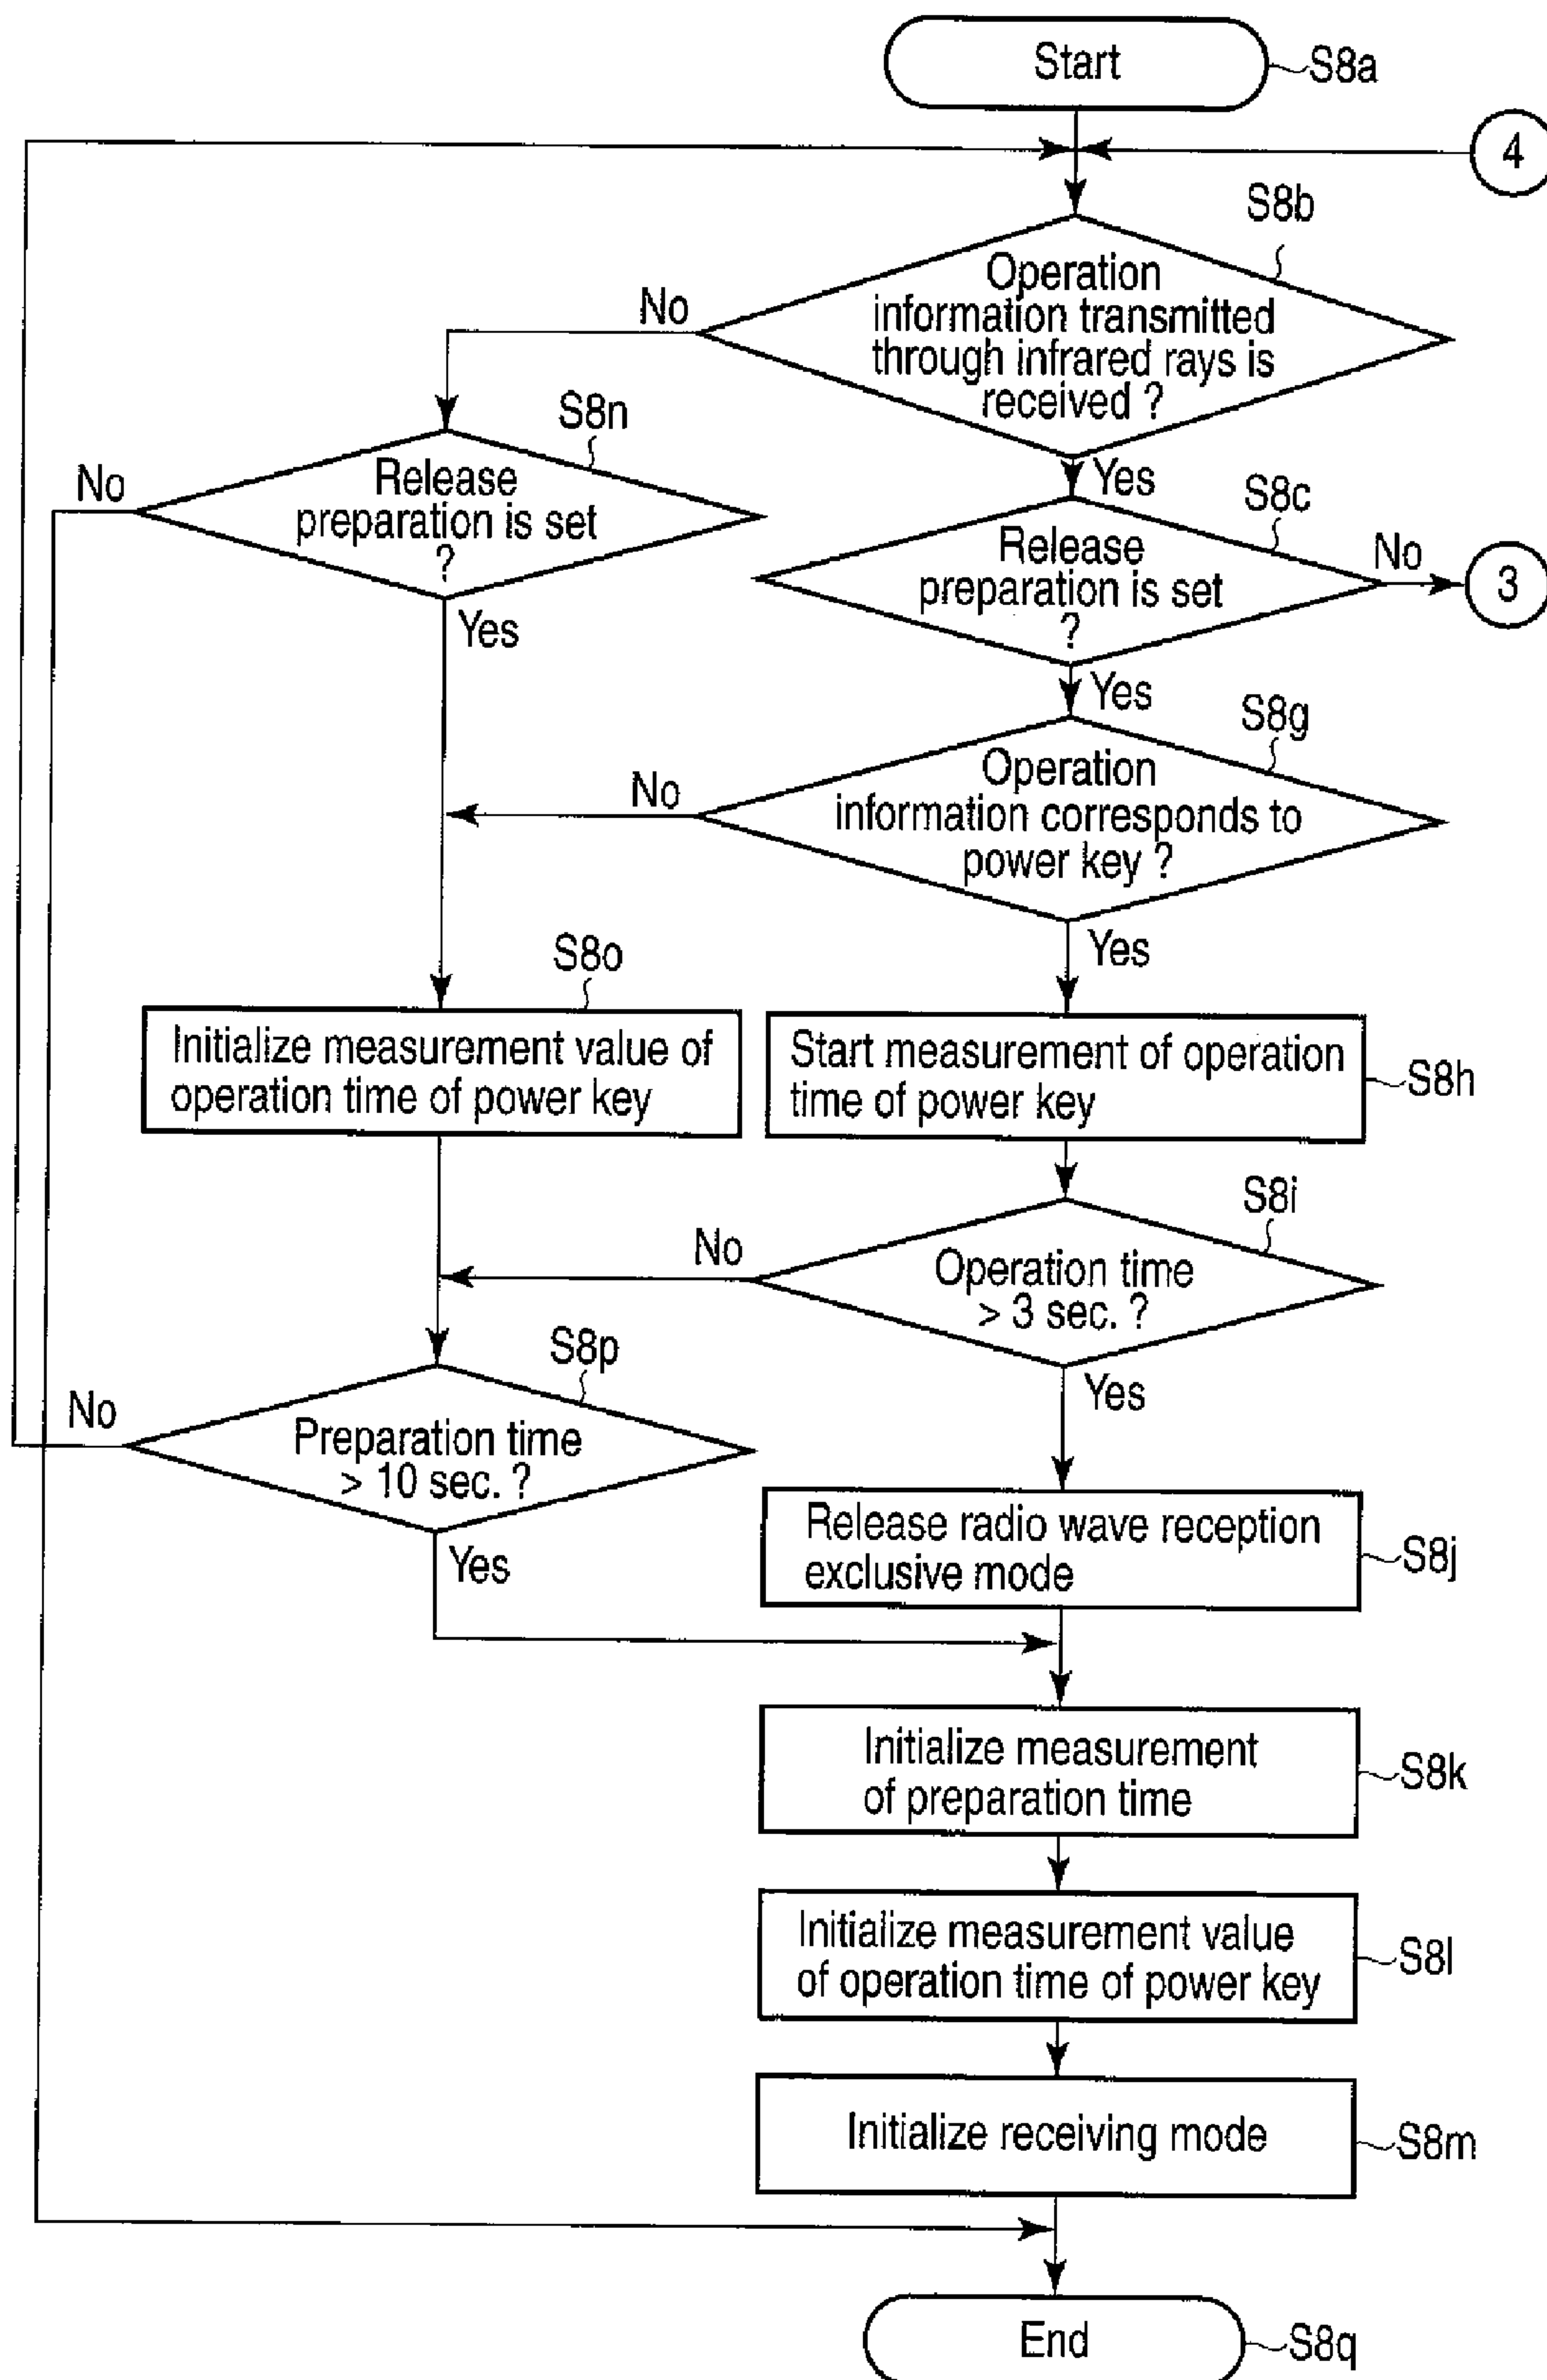 Start
S8a
4
S8b
Operation
information transmitted
through infrared rays is
received ?
No
Yes
S8n
Release
preparation is set
?
No
Yes
S8c
Release
preparation is set
?
No
3
Yes
S8g
Operation
information corresponds to
power key ?
No
Yes
S8o
Initialize measurement value of
operation time of power key
Start measurement of operation
time of power key
S8h
S8i
Operation time
> 3 sec. ?
No
Yes
S8p
Preparation time
> 10 sec. ?
No
Yes
Release radio wave reception
exclusive mode
S8j
Initialize measurement
of preparation time
S8k
Initialize measurement value
of operation time of power key
S8l
Initialize receiving mode
S8m
End
S8q